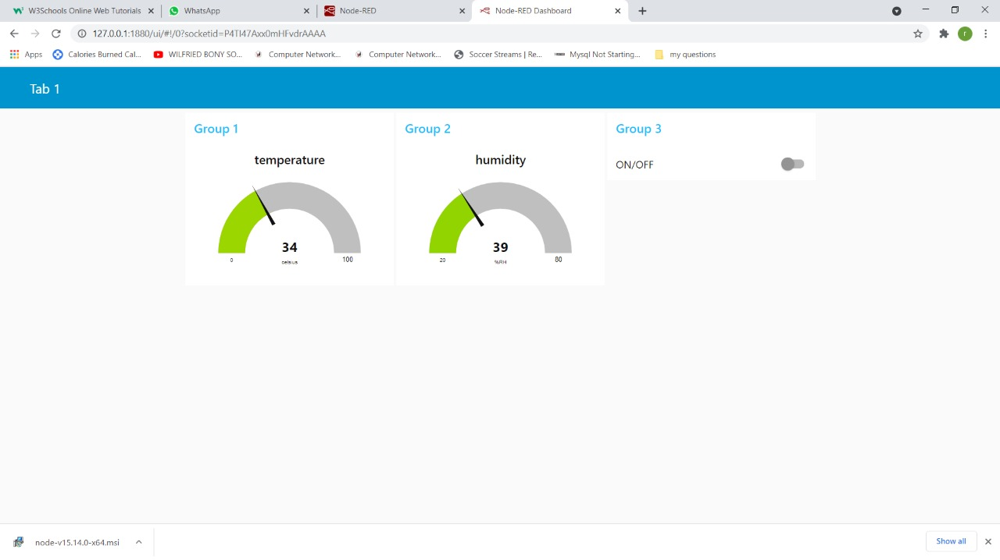 W3Schools Online Web Tutorials
WhatsApp
Node-RED
Node-RED Dashboard
127.0.0.1:1880/ui/#!/0?socketid=P4TI47Axx0mHFvdrAAAA
r
Apps
Calories Burned Cal...
WILFRIED BONY SO...
Computer Network...
Computer Network...
Soccer Streams | Re...
Mysql Not Starting...
my questions
Tab 1
Group 1
temperature
34
celsius
0
100
Group 2
humidity
39
%RH
20
80
Group 3
ON/OFF
node-v15.14.0-x64.msi
Show all